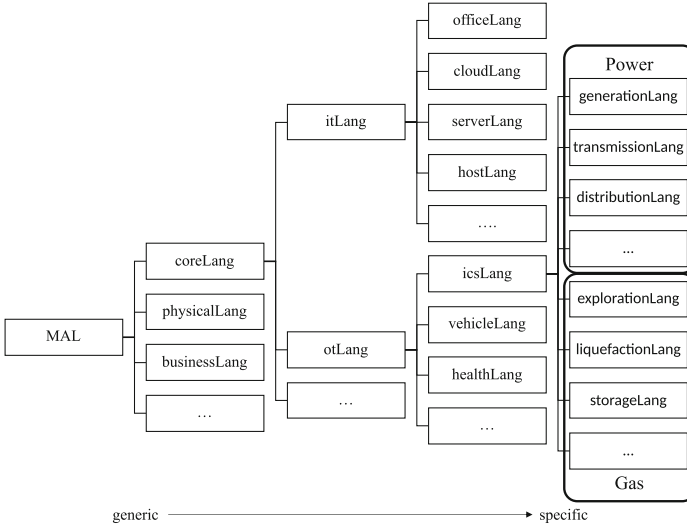 MAL
coreLang
physicalLang
businessLang
...
itLang
otLang
...
officeLang
cloudLang
serverLang
hostLang
....
icsLang
vehicleLang
healthLang
...
Power
generationLang
transmissionLang
distributionLang
...
explorationLang
liquefactionLang
storageLang
...
Gas
generic
specific